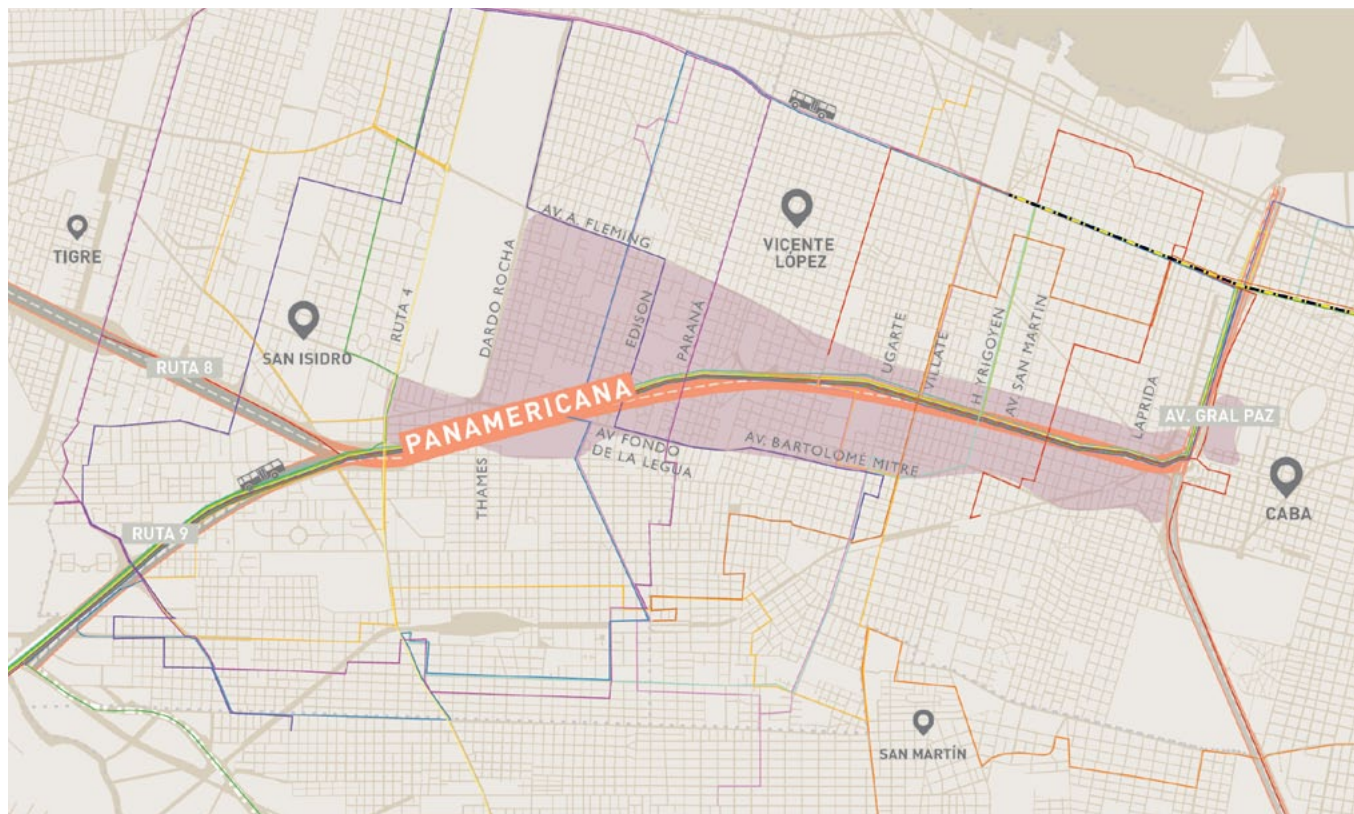 TIGRE
SAN ISIDRO
RUTA 8
RUTA 9
RUTA 4
DARDO ROCHA
AV. A. FLEMING
EDISON
PARANÁ
VICENTE
LÓPEZ
UGARTE
VILLATE
H. YRIGOYEN
AV. SAN MARTÍN
LAPRIDA
AV. GRAL PAZ
CABA
PANAMERICANA
THAMES
AV. FONDO
DE LA LEGUA
AV. BARTOLOMÉ MITRE
SAN MARTÍN